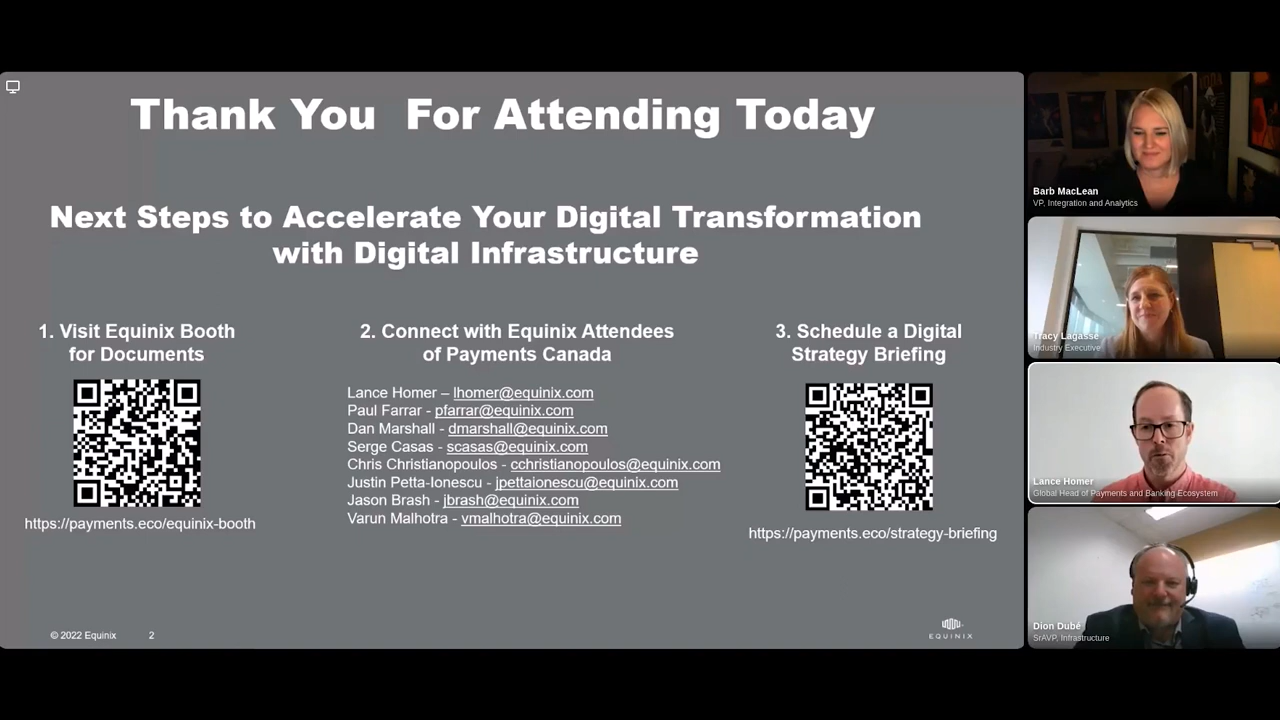 Thank You For Attending Today
Next Steps to Accelerate Your Digital Transformation
with Digital Infrastructure
1. Visit Equinix Booth
for Documents
https://payments.eco/equinix-booth
2. Connect with Equinix Attendees
of Payments Canada
Lance Homer – lhomer@equinix.com
Paul Farrar - pfarrar@equinix.com
Dan Marshall - dmarshall@equinix.com
Serge Casas - scasas@equinix.com
Chris Christianopoulos - cchristianopoulos@equinix.com
Justin Petta-Ionescu - jpettaionescu@equinix.com
Jason Brash - jbrash@equinix.com
Varun Malhotra - vmalhotra@equinix.com
3. Schedule a Digital
Strategy Briefing
https://payments.eco/strategy-briefing
© 2022 Equinix 2
EQUINIX
Barb MacLean
VP, Integration and Analytics
Tracy Lagasse
Industry Executive
Lance Homer
Global Head of Payments and Banking Ecosystem
Dion Dubé
SrAVP, Infrastructure